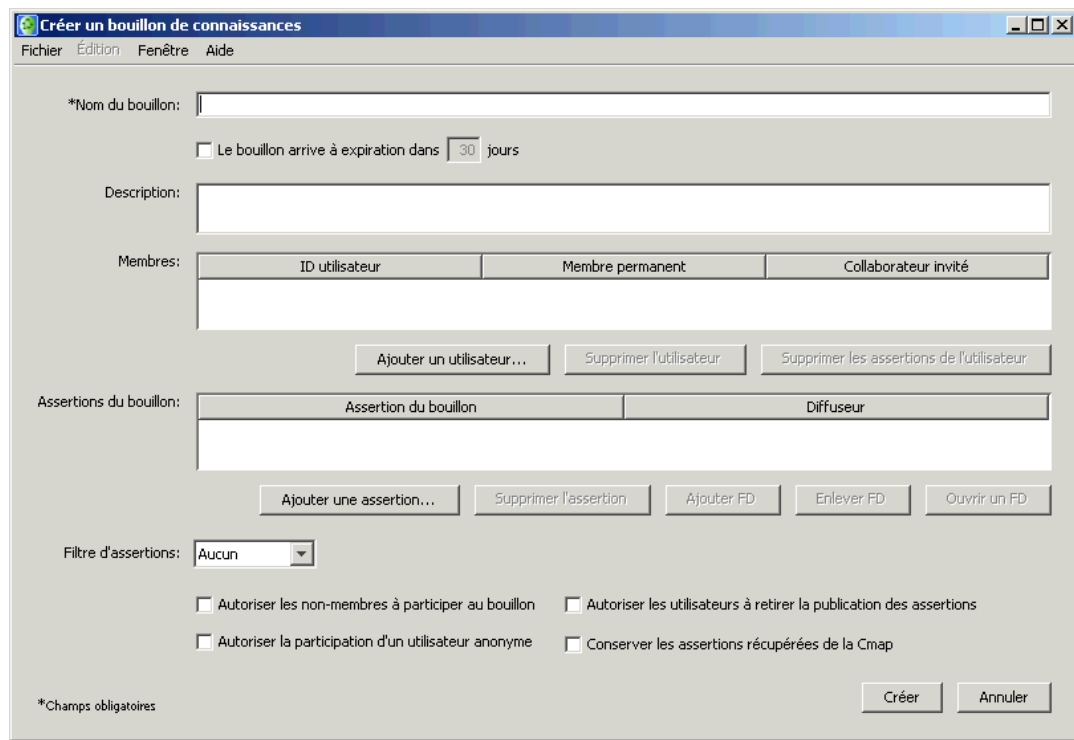 Créer un bouillon de connaissances
Fichier Édition Fenêtre Aide
*Nom du bouillon:
Le bouillon arrive à expiration dans 30 jours
Description:
Membres: ID utilisateur Membre permanent Collaborateur invité
Ajouter un utilisateur... Supprimer l'utilisateur Supprimer les assertions de l'utilisateur
Assertions du bouillon: Assertion du bouillon Diffuseur
Ajouter une assertion... Supprimer l'assertion Ajouter FD Enlever FD Ouvrir un FD
Filtre d'assertions: Aucun
Autoriser les non-membres à participer au bouillon Autoriser les utilisateurs à retirer la publication des assertions
Autoriser la participation d'un utilisateur anonyme Conserver les assertions récupérées de la Cmap
Créer Annuler
*Champs obligatoires